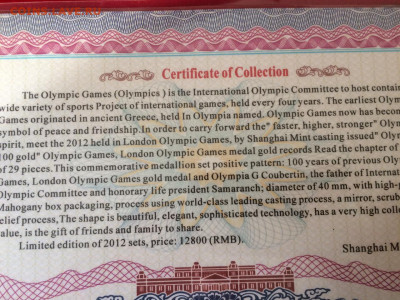 Certificate of Collection
The Olympic Games (Olympics ) is the International Olympic Committee to host contain
wide variety of sports Project of international games, held every four years. The earliest Olym
Games originated in ancient Greece, held In Olympia named. Olympic Games now has become
symbol of peace and friendship.In order to carry forward the" faster, higher, stronger" Olym
spirit, meet the 2012 held in London Olympic Games, by Shanghai Mint casting issued" Olym
100 gold" Olympic Games, London Olympic Games medal gold records Read the chapter
of 29 pieces.This commemorative medallion set positive pattern: 100 years of previous Olym
Games, London Olympic Games gold medal and Olympia G Coubertin, the father of Internat
Olympic Committee and honorary life president Samaranch; diameter of 40 mm, with high-g
Mahogany box packaging, process using world-class leading casting process, a mirror, scrub
relief process,The shape is beautiful, elegant, sophisticated technology, has a very high collec
value, is the gift of friends and family to share.
Limited edition of 2012 sets, price: 12800 (RMB).
Shanghai M